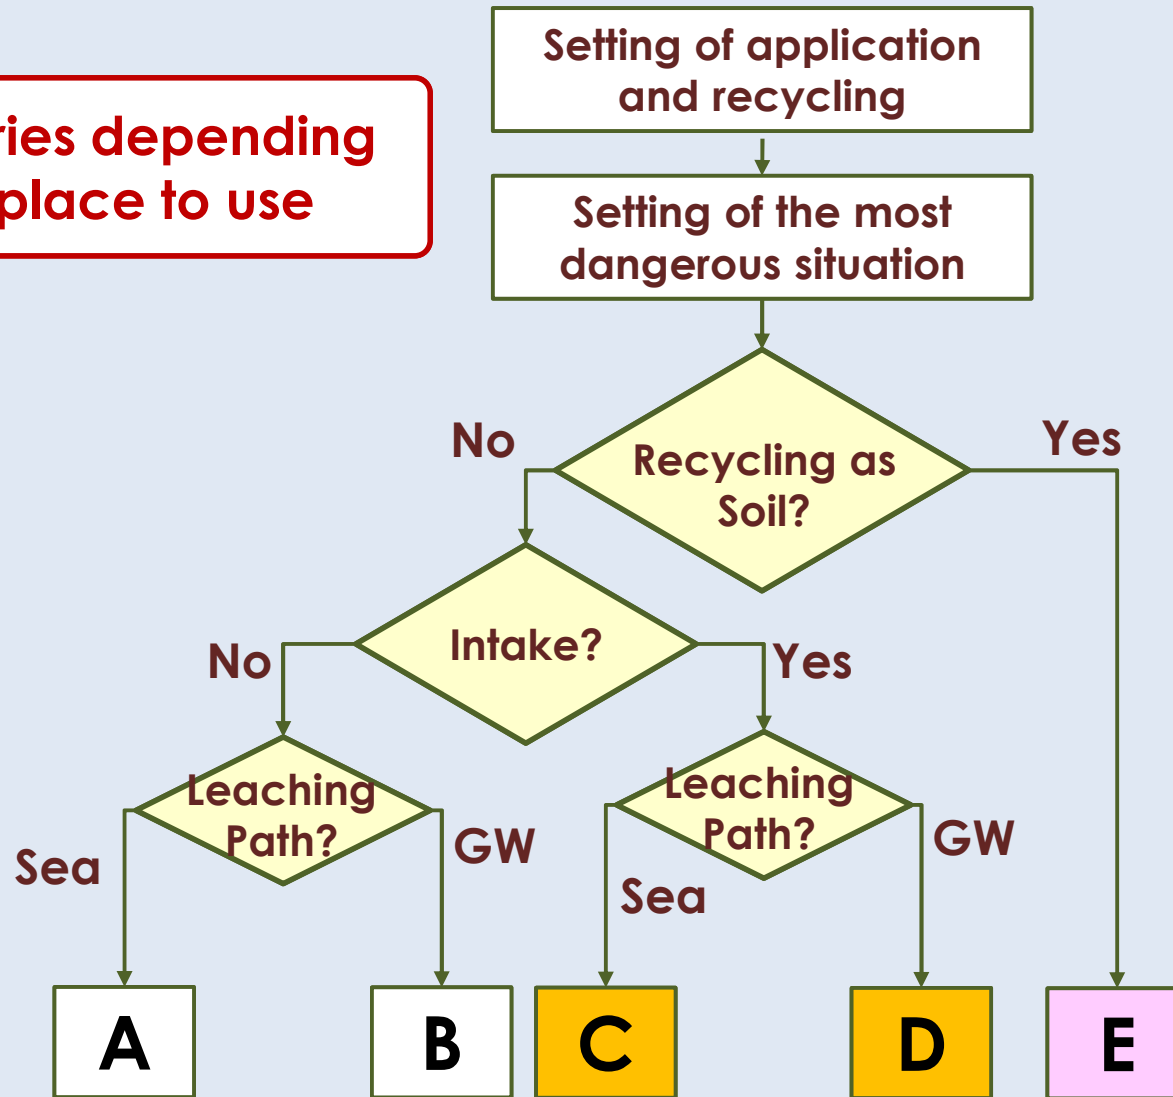 Setting of application
and recycling
ries depending
place to use
Setting of the most
dangerous situation
No
Yes
Recycling as
Soil?
Intake?
No
Yes
Leaching
Path?
Leaching
Path?
Sea
GW
Sea
GW
A
B
C
D
E